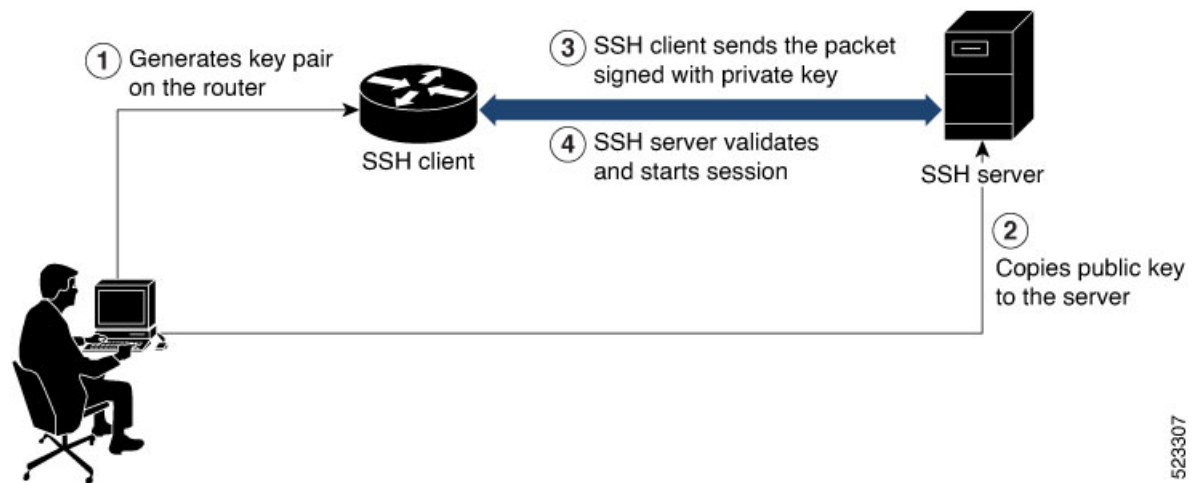 1 Generates key pair
on the router
SSH client
3 SSH client sends the packet
signed with private key
4 SSH server validates
and starts session
SSH server
2
Copies public key
to the server
523307